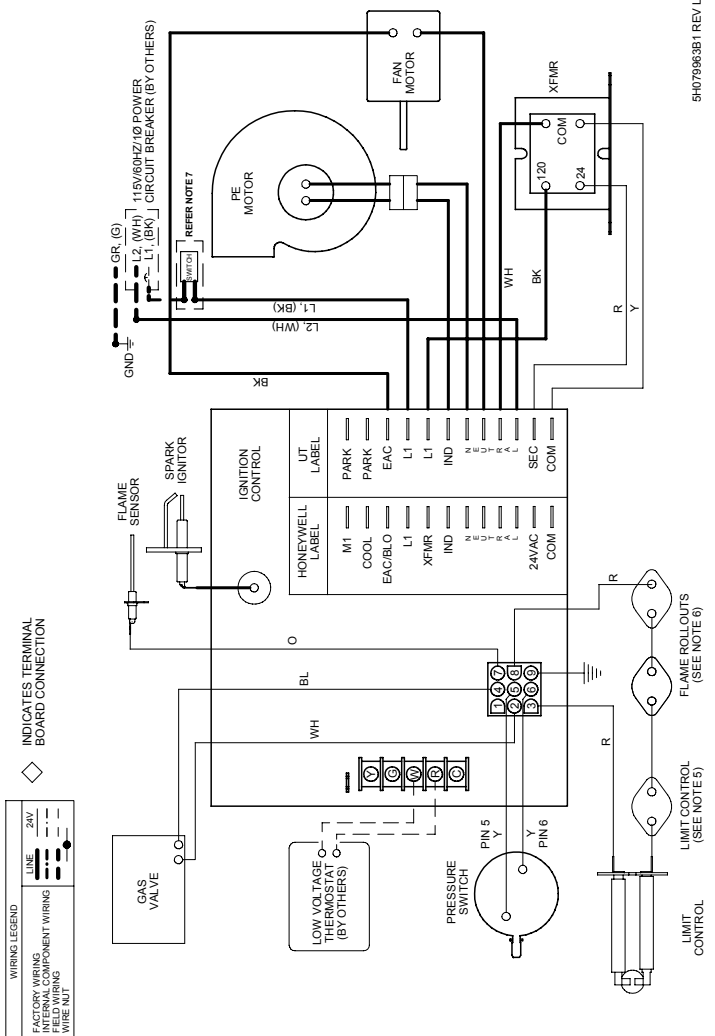 WIRING LEGEND
LINE
24V
FACTORY WIRING
INTERNAL COMPONENT WIRING
FIELD WIRING
WIRE NUT
INDICATES TERMINAL
BOARD CONNECTION
GAS
VALVE
LOW VOLTAGE
THERMOSTAT
(BY OTHERS)
PRESSURE
SWITCH
PIN 5
Y
Y
PIN 6
LIMIT
CONTROL
LIMIT CONTROL
(SEE NOTE 5)
FLAME ROLLOUTS
(SEE NOTE 6)
R
R
WH
BL
O
Y
G
W
R
C
1
4
7
2
5
8
3
6
9
FLAME
SENSOR
SPARK
IGNITOR
IGNITION
CONTROL
HONEYWELL
LABEL
UT
LABEL
M1
PARK
COOL
PARK
EAC/BLO
EAC
L1
L1
XFMR
L1
IND
IND
NEUTRAL
NEUTRAL
24VAC
SEC
COM
COM
GND
GR, (G)
L2, (WH)
L1, (BK)
115V/60HZ/1Ø POWER
CIRCUIT BREAKER (BY OTHERS)
SWITCH
REFER NOTE 7
BK
L2, (WH)
L1, (BK)
PE
MOTOR
FAN
MOTOR
WH
BK
R
Y
XFMR
120
COM
24
5H079963B1 REV L